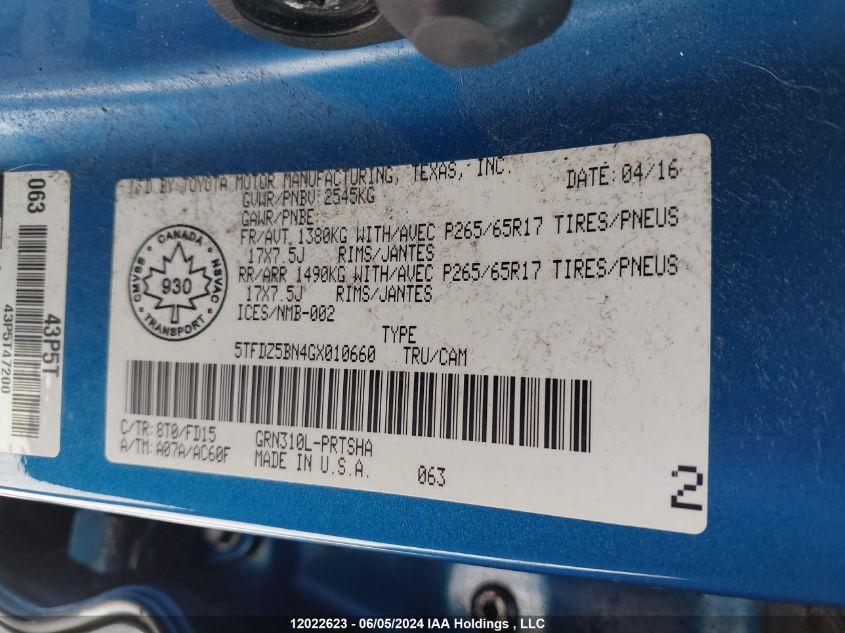 MFD BY TOYOTA MOTOR MANUFACTURING, TEXAS, INC. DATE: 04/16
GVWR/PNBV: 2545KG
GAWR/PNBE
FR/AVT 1380KG WITH/AVEC P265/65R17 TIRES/PNEUS
17X7.5J RIMS/JANTES
RR/ARR 1490KG WITH/AVEC P265/65R17 TIRES/PNEUS
17X7.5J RIMS/JANTES
ICES/NMB-002
TYPE
5TFDZ5BN4GX010660 TRU/CAM
CANADA
CMVSS NSVAC
930
TRANSPORT
C/TR: 8T0/FD15 GRN310L-PRTSHA
A/TM: A07A/AC60F MADE IN U.S.A. 063
2
063
43P5T
43P5T47200
12022623 - 06/05/2024 IAA Holdings , LLC